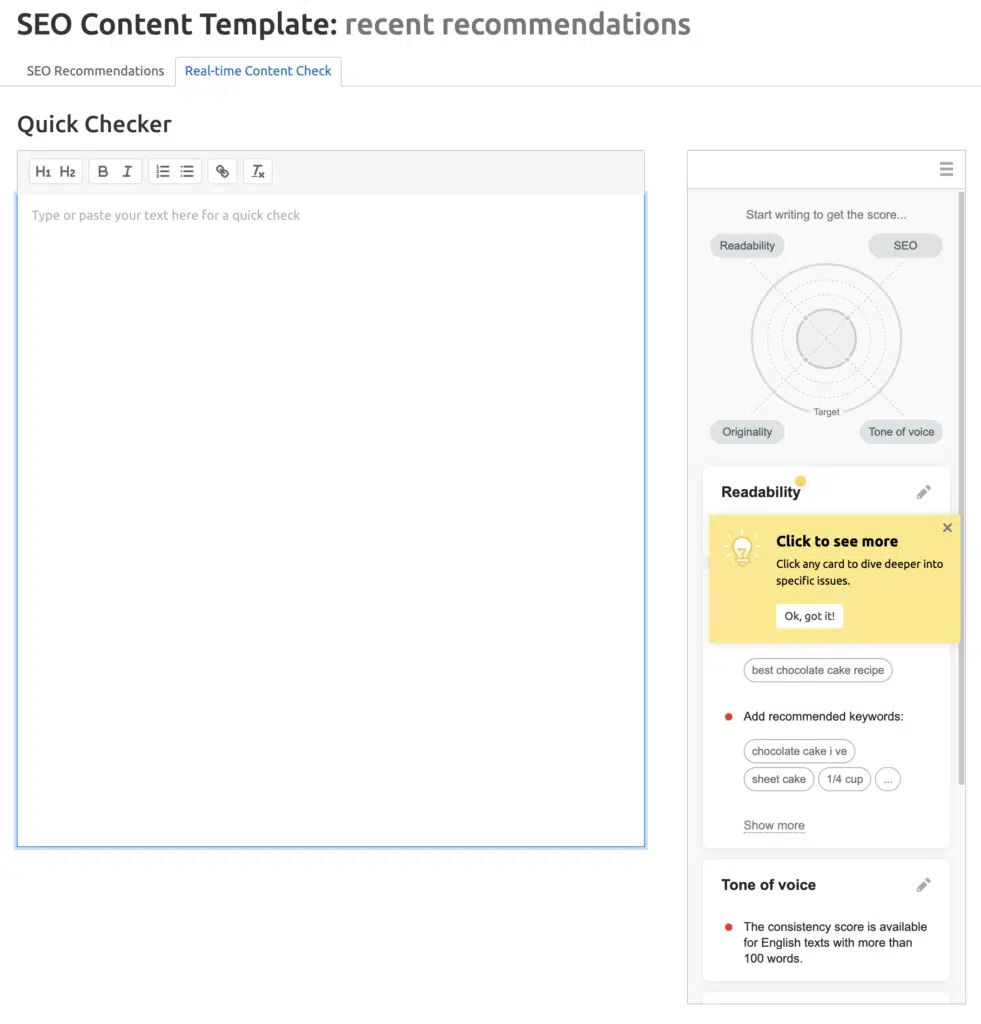 SEO Content Template: recent recommendations
SEO Recommendations
Real-time Content Check
Quick Checker
H1 H2 B I
Type or paste your text here for a quick check
Start writing to get the score...
Readability
SEO
Target
Originality
Tone of voice
Readability
Click to see more
Click any card to dive deeper into
specific issues.
Ok, got it!
best chocolate cake recipe
Add recommended keywords:
chocolate cake i ve
sheet cake
1/4 cup
...
Show more
Tone of voice
The consistency score is available
for English texts with more than
100 words.